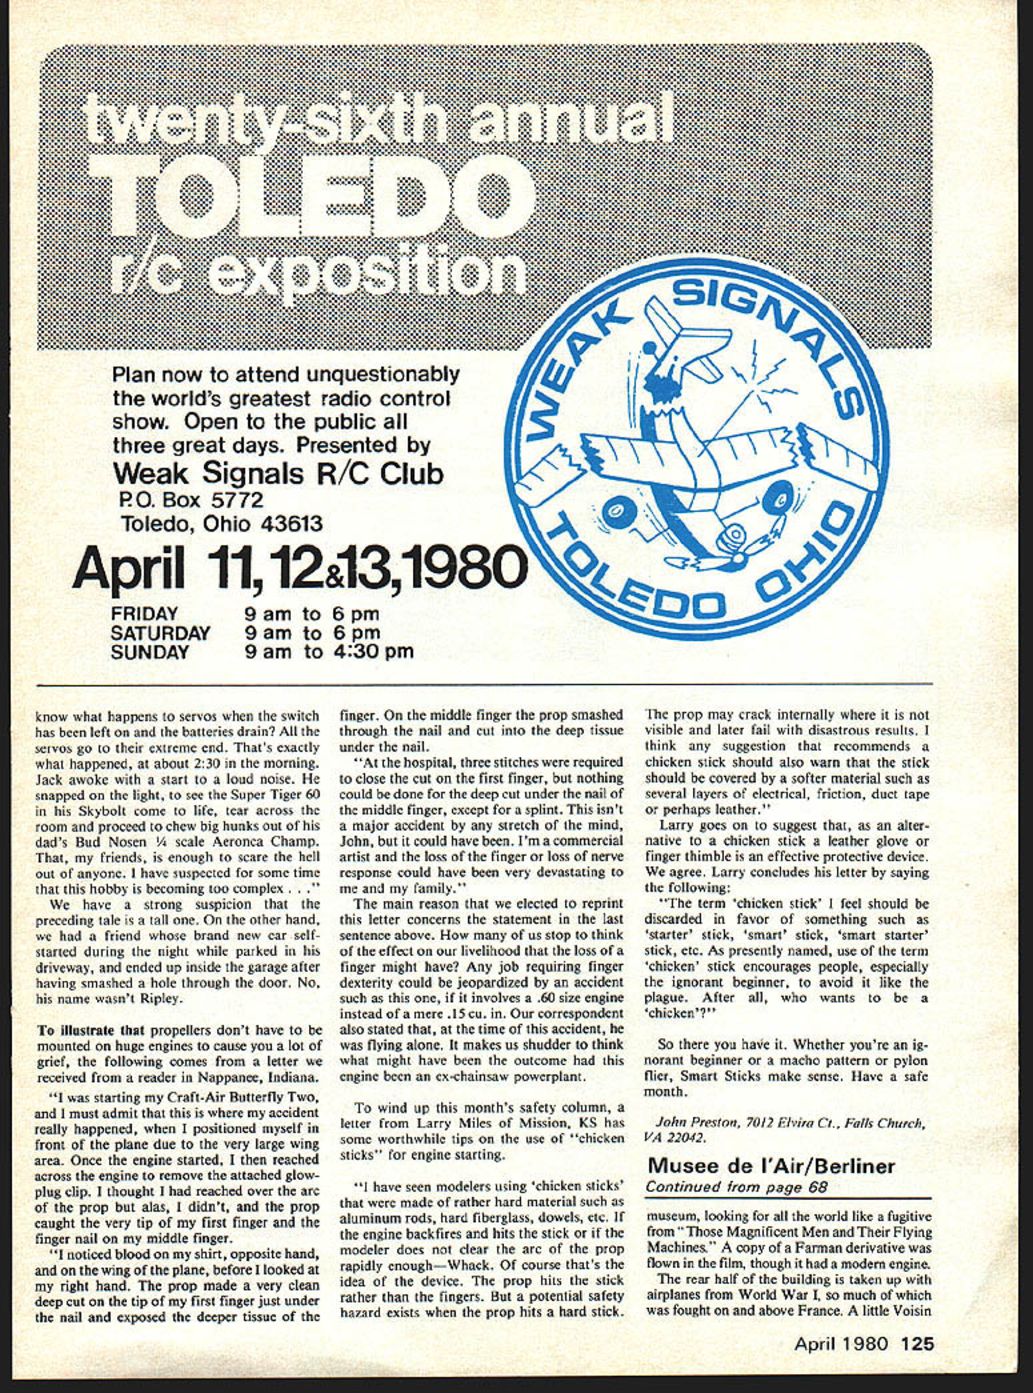 twenty-sixth annual
TOLEDO
r/c exposition
WEAK SIGNALS
TOLEDO OHIO
Plan now to attend unquestionably
the world's greatest radio control
show. Open to the public all
three great days. Presented by
Weak Signals R/C Club
P.O. Box 5772
Toledo, Ohio 43613
April 11, 12 & 13, 1980
FRIDAY 9 am to 6 pm
SATURDAY 9 am to 6 pm
SUNDAY 9 am to 4:30 pm
know what happens to servos when the switch
has been left on and the batteries drain? All the
servos go to their extreme end. That's exactly
what happened, at about 2:30 in the morning.
Jack awoke with a start to a loud noise. He
snapped on the light, to see the Super Tiger 60
in his Skybolt come to life, tear across the
room and proceed to chew big hunks out of his
dad's Bud Nosen ¼ scale Aeronca Champ.
That, my friends, is enough to scare the hell
out of anyone. I have suspected for some time
that this hobby is becoming too complex . . ."
We have a strong suspicion that the
preceding tale is a tall one. On the other hand,
we had a friend whose brand new car self-
started during the night while parked in his
driveway, and ended up inside the garage after
having smashed a hole through the door. No,
his name wasn't Ripley.
To illustrate that propellers don't have to be
mounted on huge engines to cause you a lot of
grief, the following comes from a letter we
received from a reader in Nappanee, Indiana.
"I was starting my Craft-Air Butterfly Two,
and I must admit that this is where my accident
really happened, when I positioned myself in
front of the plane due to the very large wing
area. Once the engine started, I then reached
across the engine to remove the attached glow-
plug clip. I thought I had reached over the arc
of the prop but alas, I didn't, and the prop
caught the very tip of my first finger and the
finger nail on my middle finger.
"I noticed blood on my shirt, opposite hand,
and on the wing of the plane, before I looked at
my right hand. The prop made a very clean
deep cut on the tip of my first finger just under
the nail and exposed the deeper tissue of the
finger. On the middle finger the prop smashed
through the nail and cut into the deep tissue
under the nail.
"At the hospital, three stitches were required
to close the cut on the first finger, but nothing
could be done for the deep cut under the nail of
the middle finger, except for a splint. This isn't
a major accident by any stretch of the mind,
John, but it could have been. I'm a commercial
artist and the loss of the finger or loss of nerve
response could have been very devastating to
me and my family."
The main reason that we elected to reprint
this letter concerns the statement in the last
sentence above. How many of us stop to think
of the effect on our livelihood that the loss of a
finger might have? Any job requiring finger
dexterity could be jeopardized by an accident
such as this one, if it involves a .60 size engine
instead of a mere .15 cu. in. Our correspondent
also stated that, at the time of this accident, he
was flying alone. It makes us shudder to think
what might have been the outcome had this
engine been an ex-chainsaw powerplant.
To wind up this month's safety column, a
letter from Larry Miles of Mission, KS has
some worthwhile tips on the use of "chicken
sticks" for engine starting.
"I have seen modelers using 'chicken sticks'
that were made of rather hard material such as
aluminum rods, hard fiberglass, dowels, etc. If
the engine backfires and hits the stick or if the
modeler does not clear the arc of the prop
rapidly enough—Whack. Of course that's the
idea of the device. The prop hits the stick
rather than the fingers. But a potential safety
hazard exists when the prop hits a hard stick.
The prop may crack internally where it is not
visible and later fail with disastrous results. I
think any suggestion that recommends a
chicken stick should also warn that the stick
should be covered by a softer material such as
several layers of electrical, friction, duct tape
or perhaps leather."
Larry goes on to suggest that, as an alter-
native to a chicken stick a leather glove or
finger thimble is an effective protective device.
We agree. Larry concludes his letter by saying
the following:
"The term 'chicken stick' I feel should be
discarded in favor of something such as
'starter' stick, 'smart' stick, 'smart starter'
stick, etc. As presently named, use of the term
'chicken' stick encourages people, especially
the ignorant beginner, to avoid it like the
plague. After all, who wants to be a
'chicken'?"
So there you have it. Whether you're an ig-
norant beginner or a macho pattern or pylon
flier, Smart Sticks make sense. Have a safe
month.
John Preston, 7012 Elvira Ct., Falls Church,
VA 22042.
Musee de l'Air/Berliner
Continued from page 68
museum, looking for all the world like a fugitive
from "Those Magnificent Men and Their Flying
Machines." A copy of a Farman derivative was
flown in the film, though it had a modern engine.
The rear half of the building is taken up with
airplanes from World War I, so much of which
was fought on and above France. A little Voisin
April 1980 125